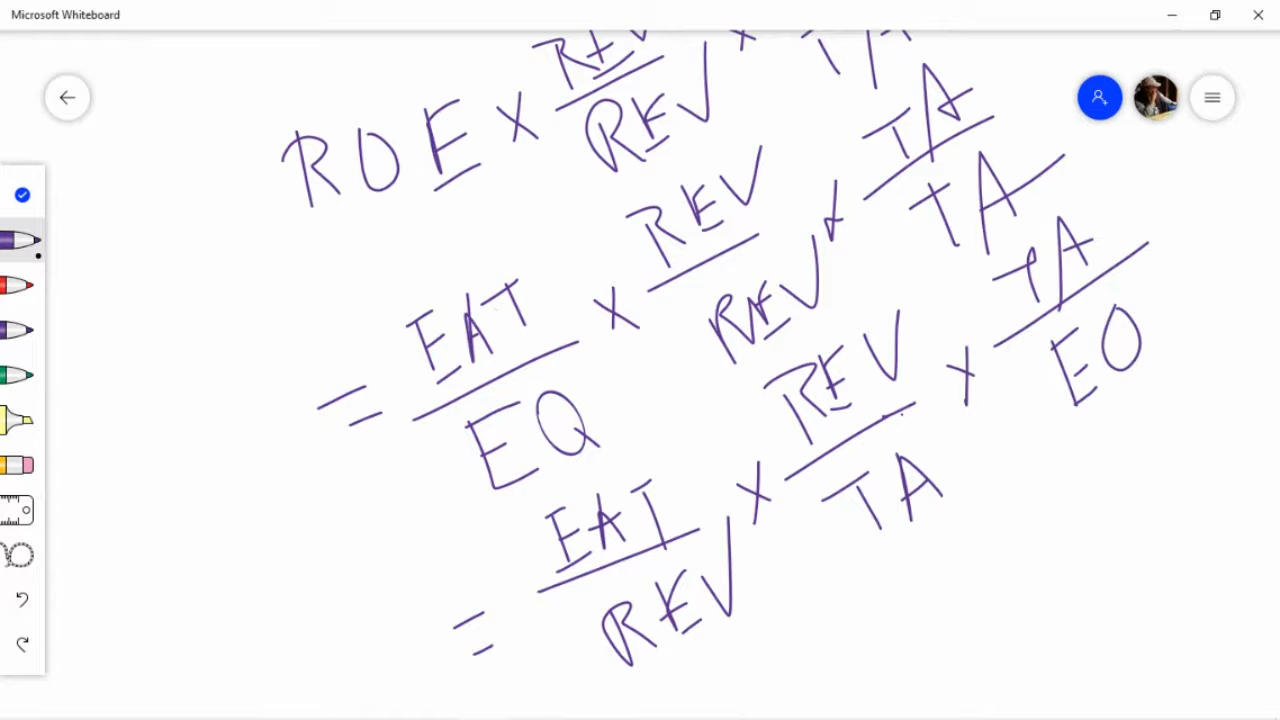 Microsoft Whiteboard
ROE × REV/REV × TA/TA
= EAT/EQ × REV/REV × TA/TA
= EAT/REV × REV/TA × TA/EQ